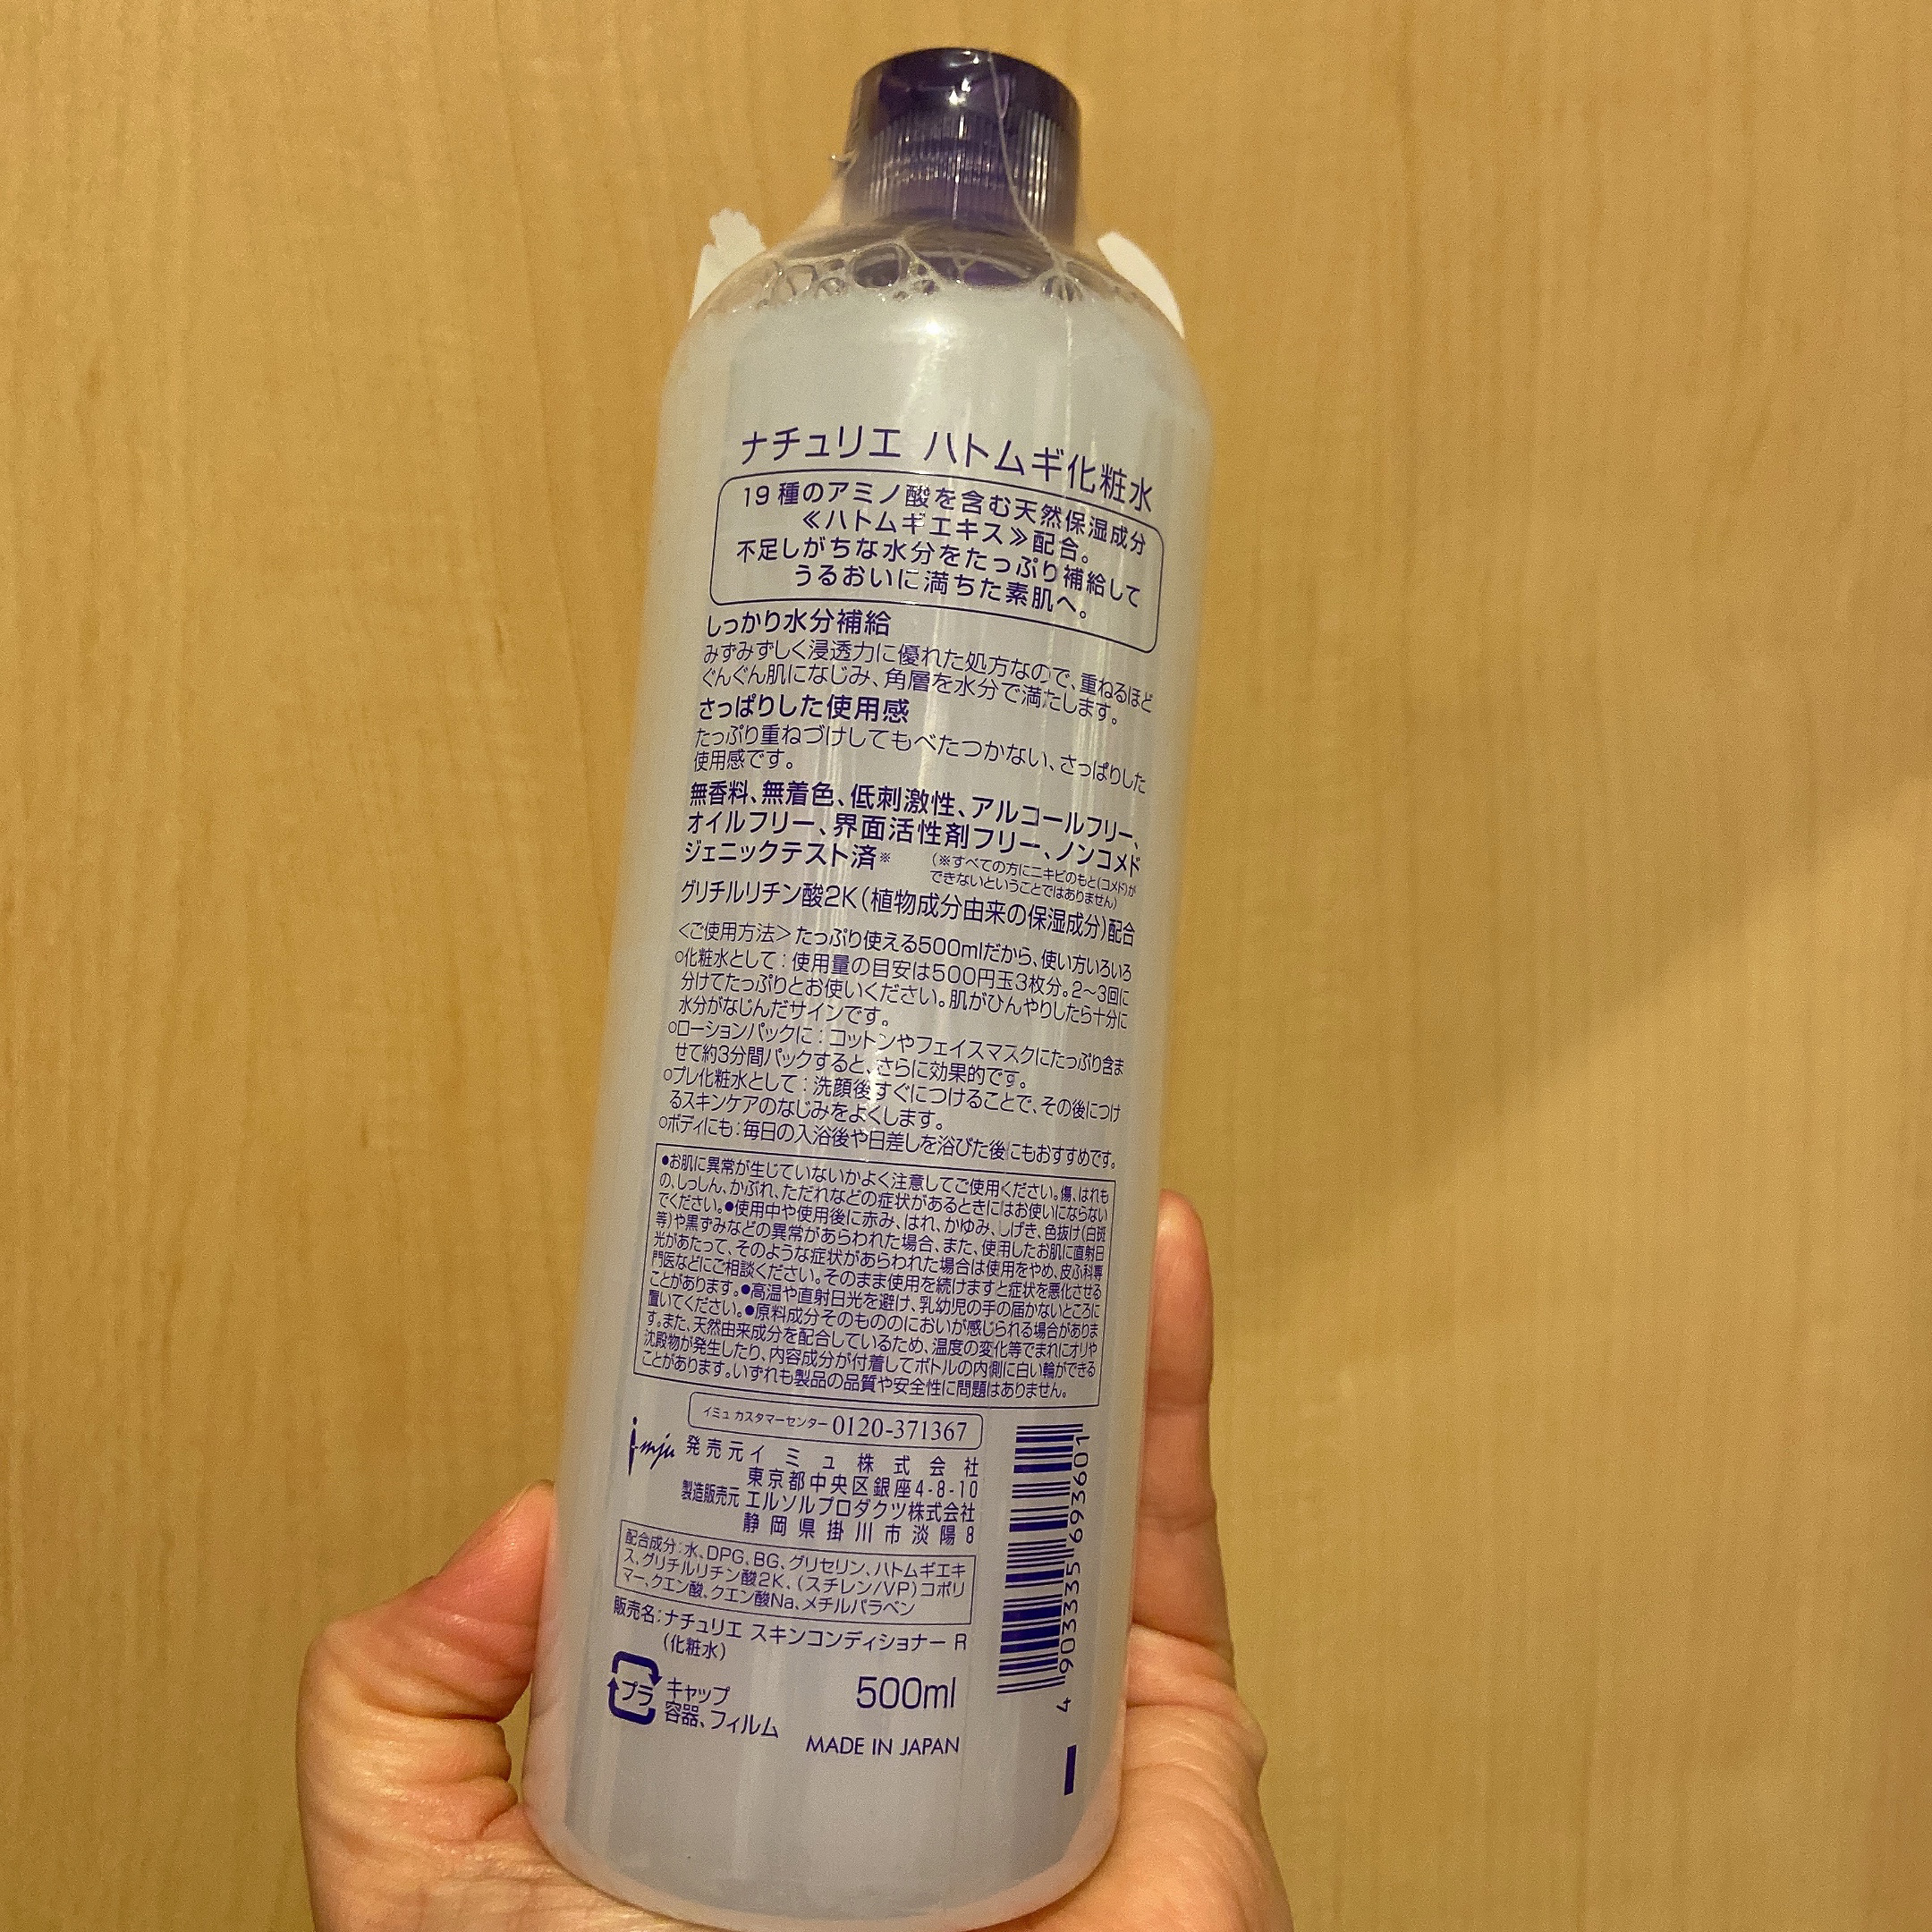 ナチュリエ ハトムギ化粧水
19種のアミノ酸を含む天然保湿成分
≪ハトムギエキス≫配合。
不足しがちな水分をたっぷり補給して
うるおいに満ちた素肌へ。
しっかり水分補給
みずみずしく浸透力に優れた処方なので、重ねるほど
ぐんぐん肌になじみ、角層を水分で満たします。
さっぱりした使用感
たっぷり重ねづけしてもべたつかない、さっぱりした
使用感です。
無香料、無着色、低刺激性、アルコールフリー、
オイルフリー、界面活性剤フリー、ノンコメド
ジェニックテスト済※
(※すべての方にニキビのもと(コメド)が
できないということではありません)
グリチルリチン酸2K(植物成分由来の保湿成分)配合
<ご使用方法>たっぷり使える500mlだから、使い方いろいろ
○化粧水として:使用量の目安は500円玉3枚分。2〜3回に
分けてたっぷりとお使いください。肌がひんやりしたら十分に
水分がなじんだサインです。
○ローションパックに:コットンやフェイスマスクにたっぷり含ま
せて約3分間パックすると、さらに効果的です。
○プレ化粧水として:洗顔後すぐにつけることで、その後につけ
るスキンケアのなじみをよくします。
○ボディにも:毎日の入浴後や日差しを浴びた後にもおすすめです。
●お肌に異常が生じていないかよく注意してご使用ください。傷、はれも
の、しっしん、かぶれ、ただれなどの症状があるときにはお使いにならない
でください。●使用中や使用後に赤み、はれ、かゆみ、しげき、色抜け(白斑
等)や黒ずみなどの異常があらわれた場合、また、使用したお肌に直射日
光があたって、そのような症状があらわれた場合は使用をやめ、皮ふ科専
門医などにご相談ください。そのまま使用を続けますと症状を悪化させる
ことがあります。●高温や直射日光を避け、乳幼児の手の届かないところに
置いてください。●原料成分そのもののにおいが感じられる場合がありま
す。また、天然由来成分を配合しているため、温度の変化等でまれにオリや
沈殿物が発生したり、内容成分が付着してボトルの内側に白い輪ができる
ことがあります。いずれも製品の品質や安全性に問題はありません。
イミュ カスタマーセンター 0120-371367
imju 発売元 イミュ株式会社
東京都中央区銀座4-8-10
製造販売元 エルソルプロダクツ株式会社
静岡県掛川市淡陽8
配合成分:水、DPG、BG、グリセリン、ハトムギエキ
ス、グリチルリチン酸2K、(スチレン/VP)コポリ
マー、クエン酸、クエン酸Na、メチルパラベン
販売名:ナチュリエ スキンコンディショナー R
(化粧水)
プラ キャップ
容器、フィルム
500ml
MADE IN JAPAN
4 903335 693601